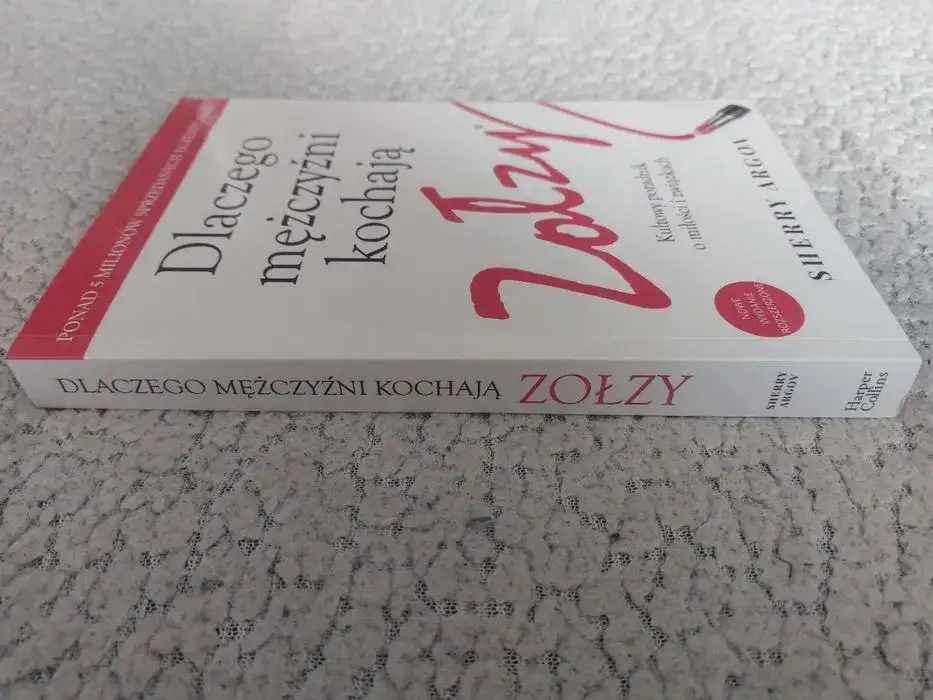 PONAD 5 MILIONÓW SPRZEDANYCH
Dlaczego
mężczyźni
kochają
Zołzy
Kultowy poradnik
o miłości i związkach
SHERRY ARGOV
NOWE
WYDANIE
ROZSZERZONE
DLACZEGO MĘŻCZYŹNI KOCHAJĄ ZOŁZY
SHERRY
ARGOV
Harper
Collins